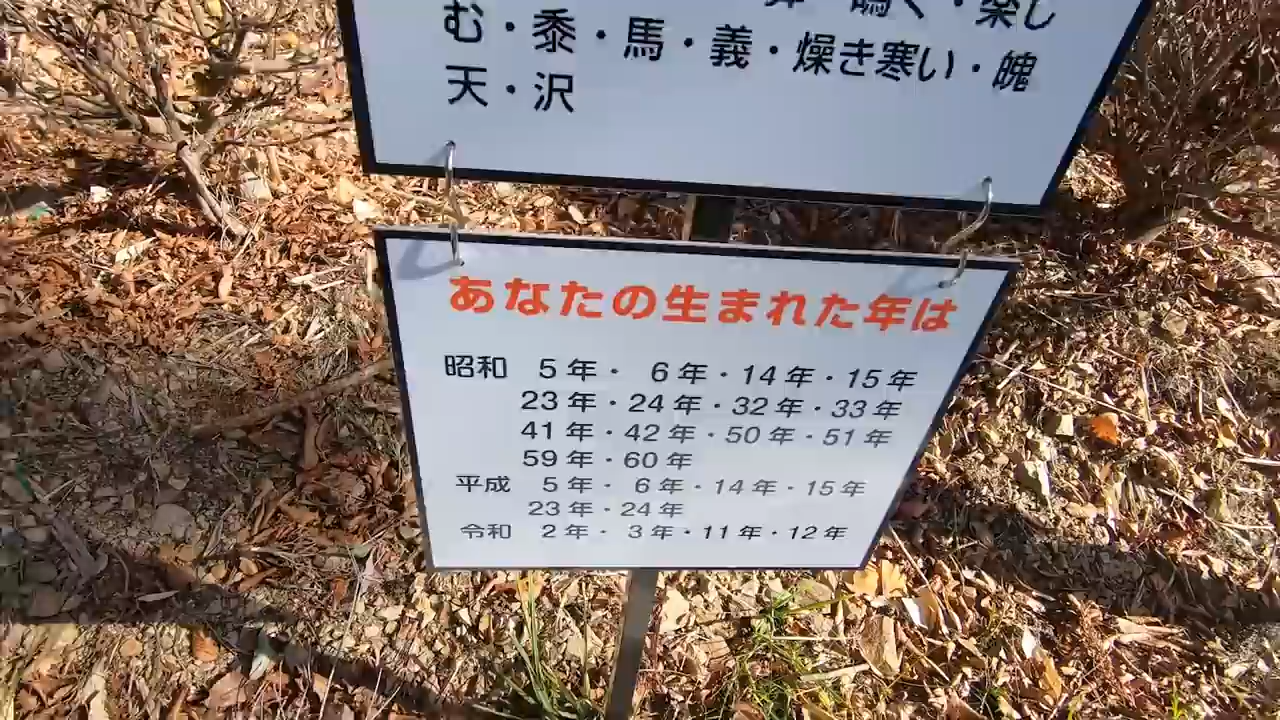 鳴く・楽し
む・黍・馬・義・燥き寒い・魄
天・沢
あなたの生まれた年は
昭和 5年・ 6年・14年・15年
23年・24年・32年・33年
41年・42年・50年・51年
59年・60年
平成 5年・ 6年・14年・15年
23年・24年
令和 2年・ 3年・11年・12年